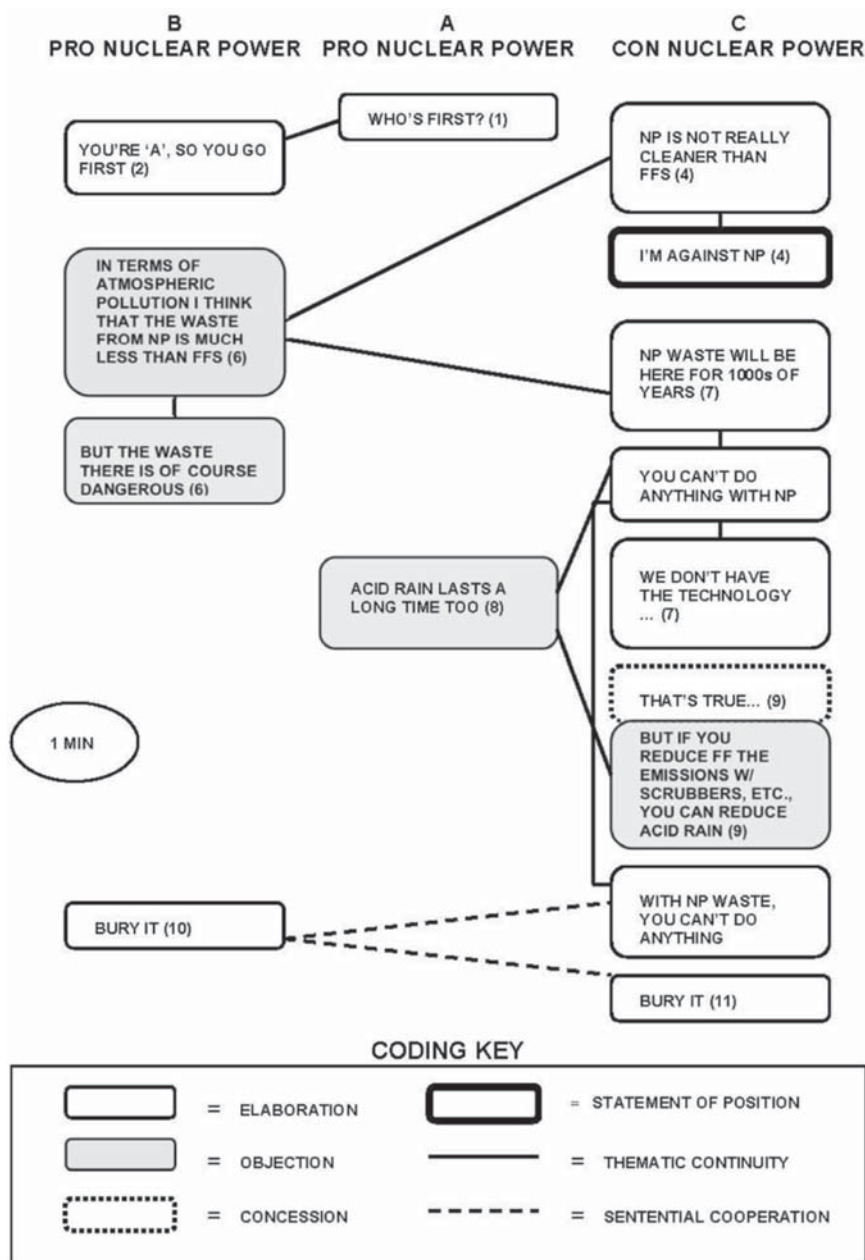 B
PRO NUCLEAR POWER
A
PRO NUCLEAR POWER
C
CON NUCLEAR POWER
WHO'S FIRST? (1)
YOU'RE 'A', SO YOU GO
FIRST (2)
NP IS NOT REALLY
CLEANER THAN
FFS (4)
I'M AGAINST NP (4)
IN TERMS OF
ATMOSPHERIC
POLLUTION I THINK
THAT THE WASTE
FROM NP IS MUCH
LESS THAN FFS (6)
NP WASTE WILL BE
HERE FOR 1000s OF
YEARS (7)
BUT THE WASTE
THERE IS OF COURSE
DANGEROUS (6)
YOU CAN'T DO
ANYTHING WITH NP
ACID RAIN LASTS A
LONG TIME TOO (8)
WE DON'T HAVE
THE TECHNOLOGY
... (7)
THAT'S TRUE... (9)
1 MIN
BUT IF YOU
REDUCE FF THE
EMISSIONS W/
SCRUBBERS, ETC.,
YOU CAN REDUCE
ACID RAIN (9)
BURY IT (10)
WITH NP WASTE,
YOU CAN'T DO
ANYTHING
BURY IT (11)
CODING KEY
= ELABORATION
= STATEMENT OF POSITION
= OBJECTION
= THEMATIC CONTINUITY
= CONCESSION
= SENTENTIAL COOPERATION